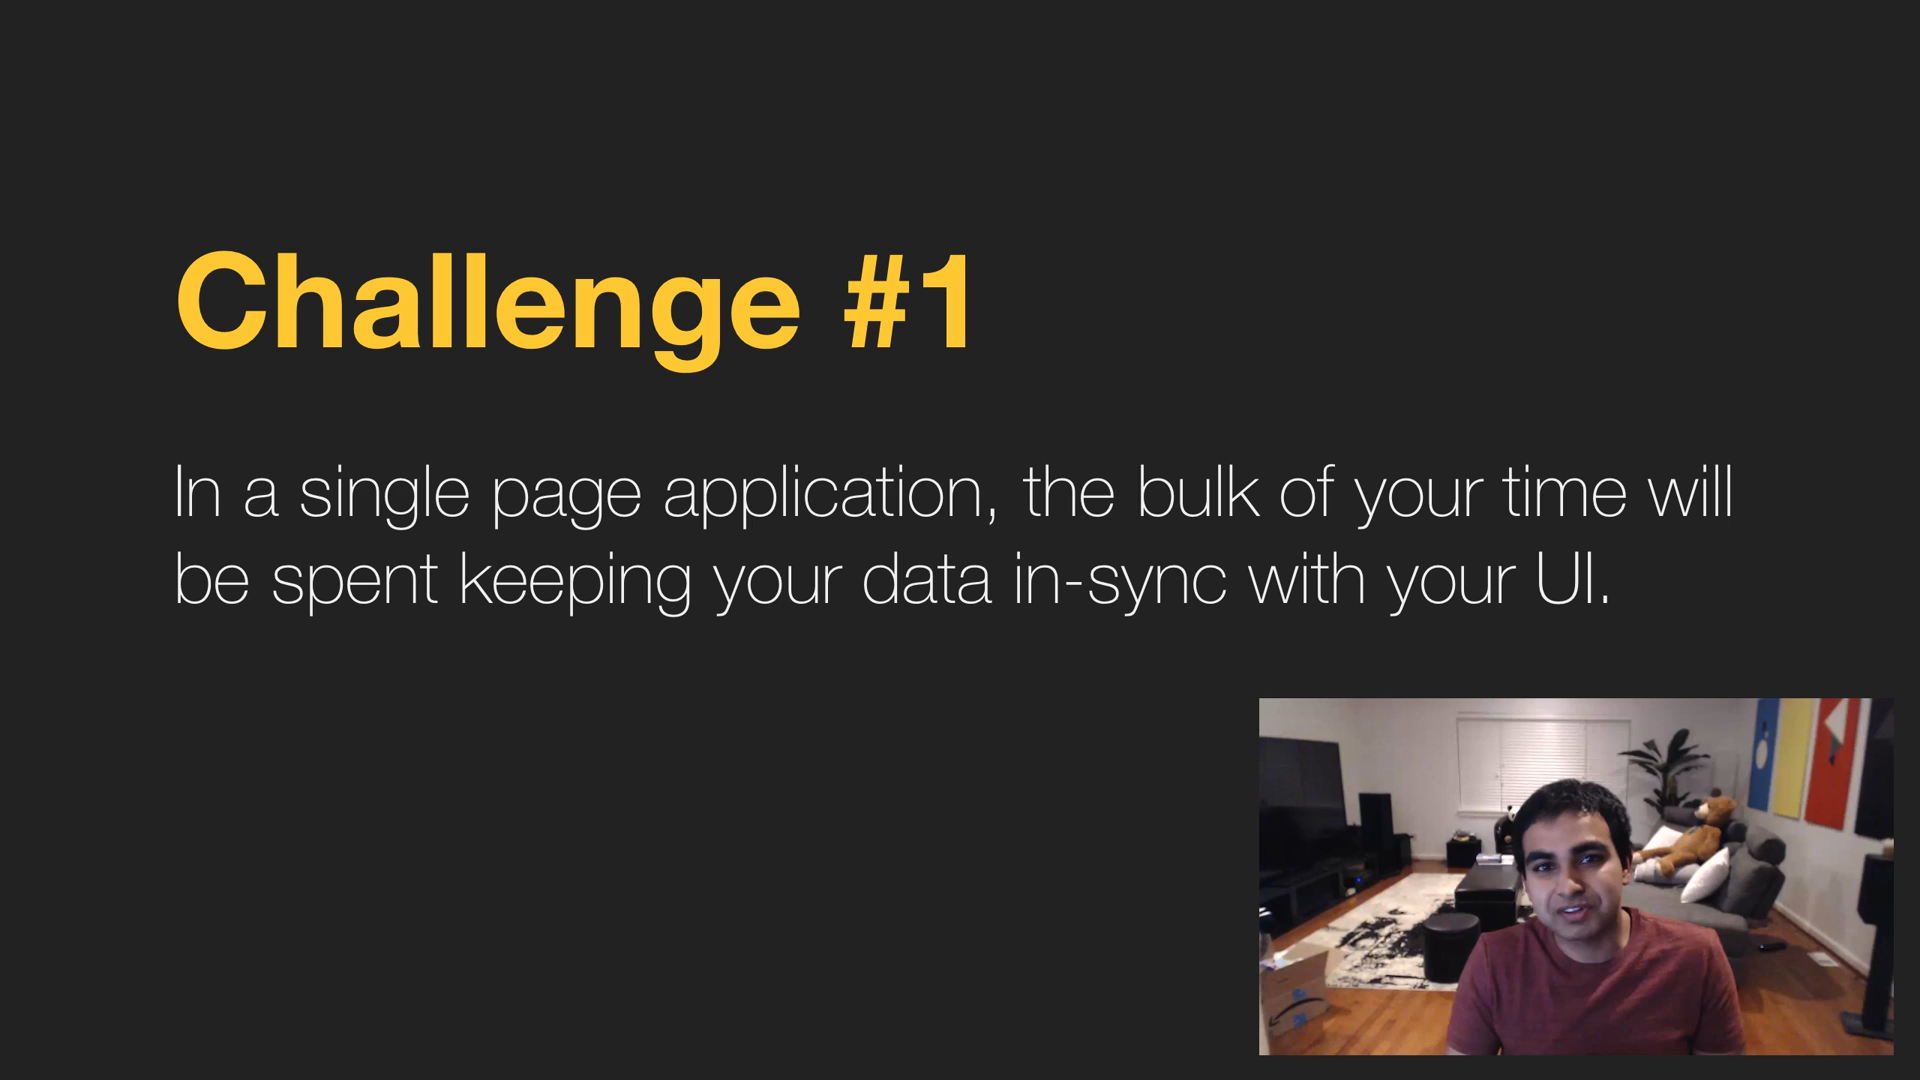 Challenge #1
In a single page application, the bulk of your time will
be spent keeping your data in-sync with your UI.